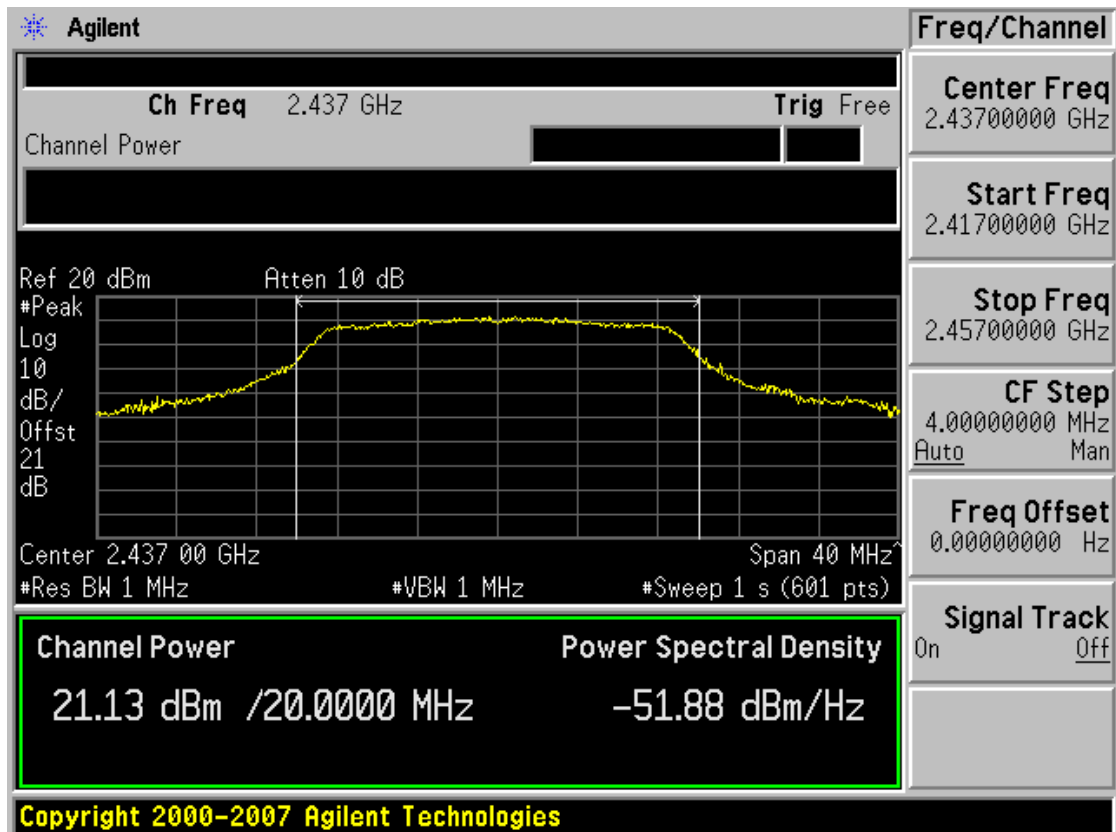 Agilent
Freq/Channel
Ch Freq 2.437 GHz Trig Free
Channel Power
Ref 20 dBm Atten 10 dB
#Peak
Log
10
dB/
Offst
21
dB
Center 2.437 00 GHz Span 40 MHz^
#Res BW 1 MHz #VBW 1 MHz #Sweep 1 s (601 pts)
Channel Power Power Spectral Density
21.13 dBm /20.0000 MHz -51.88 dBm/Hz
Center Freq
2.43700000 GHz
Start Freq
2.41700000 GHz
Stop Freq
2.45700000 GHz
CF Step
4.00000000 MHz
Auto Man
Freq Offset
0.00000000 Hz
Signal Track
On Off
Copyright 2000-2007 Agilent Technologies